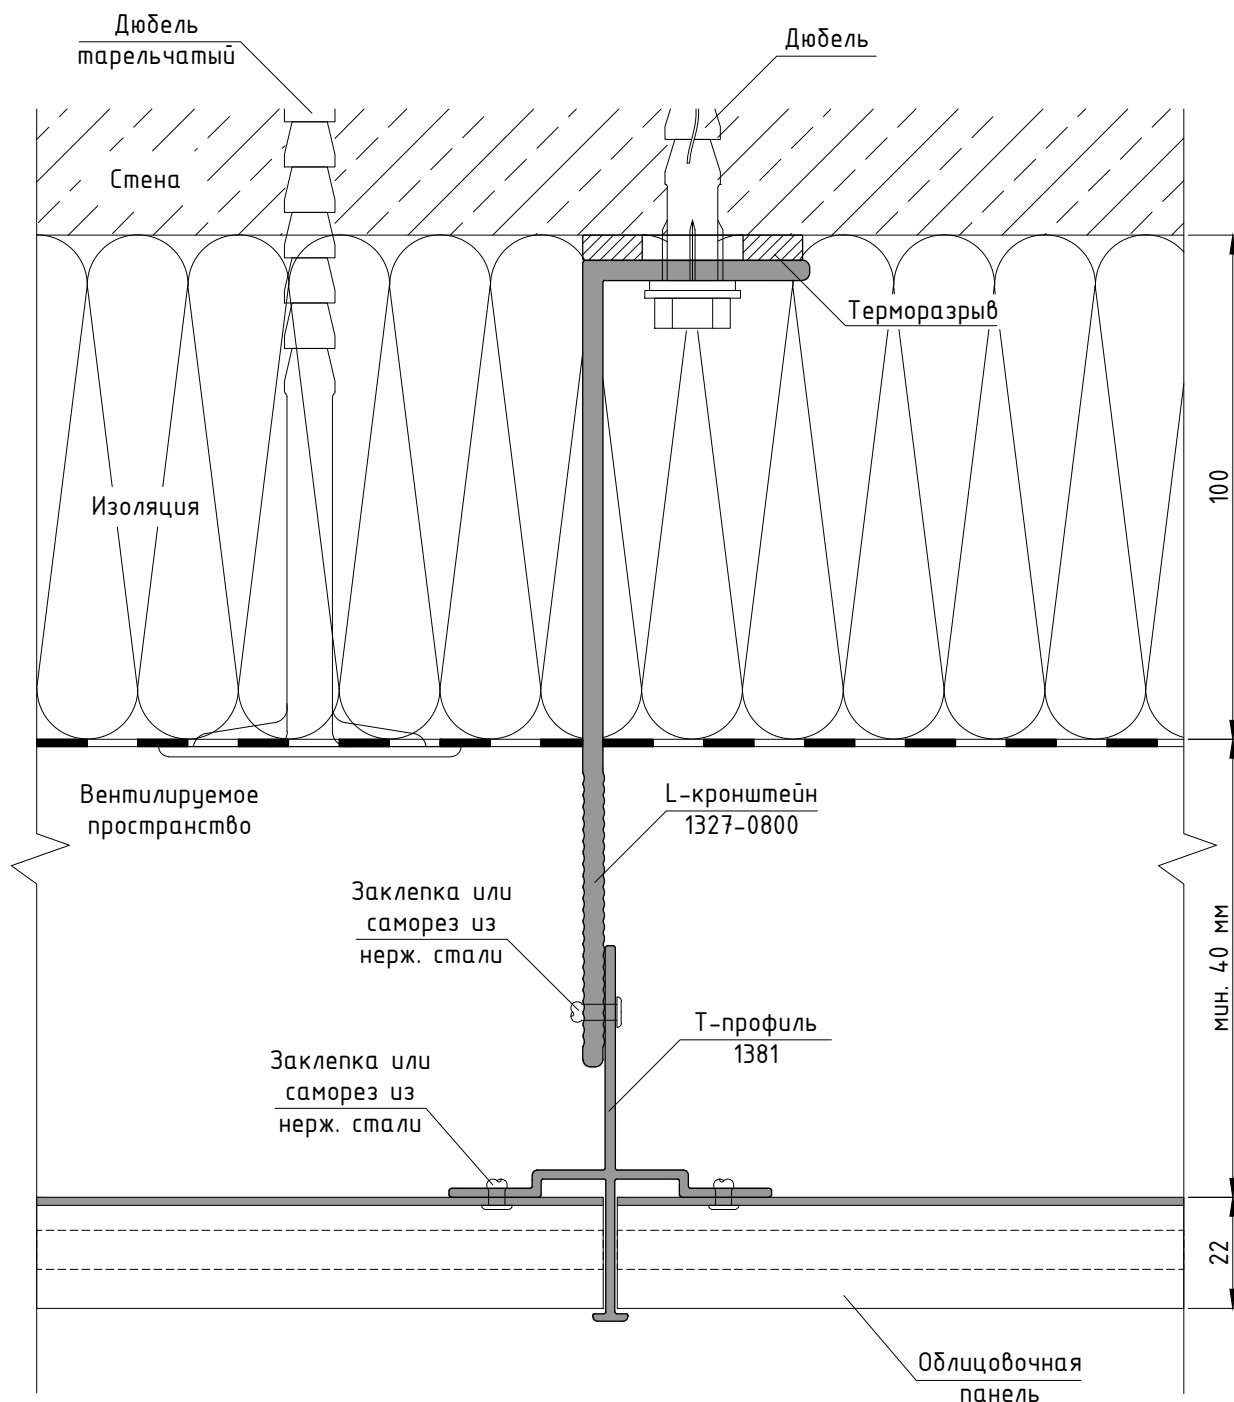 Дюбель
тарельчатый
Дюбель
Стена
Терморазрыв
100
Изоляция
Вентилируемое
пространство
L-кронштейн
1327-0800
Заклепка или
саморез из
нерж. стали
мин. 40 мм
Т-профиль
1381
Заклепка или
саморез из
нерж. стали
22
Облицовочная
панель